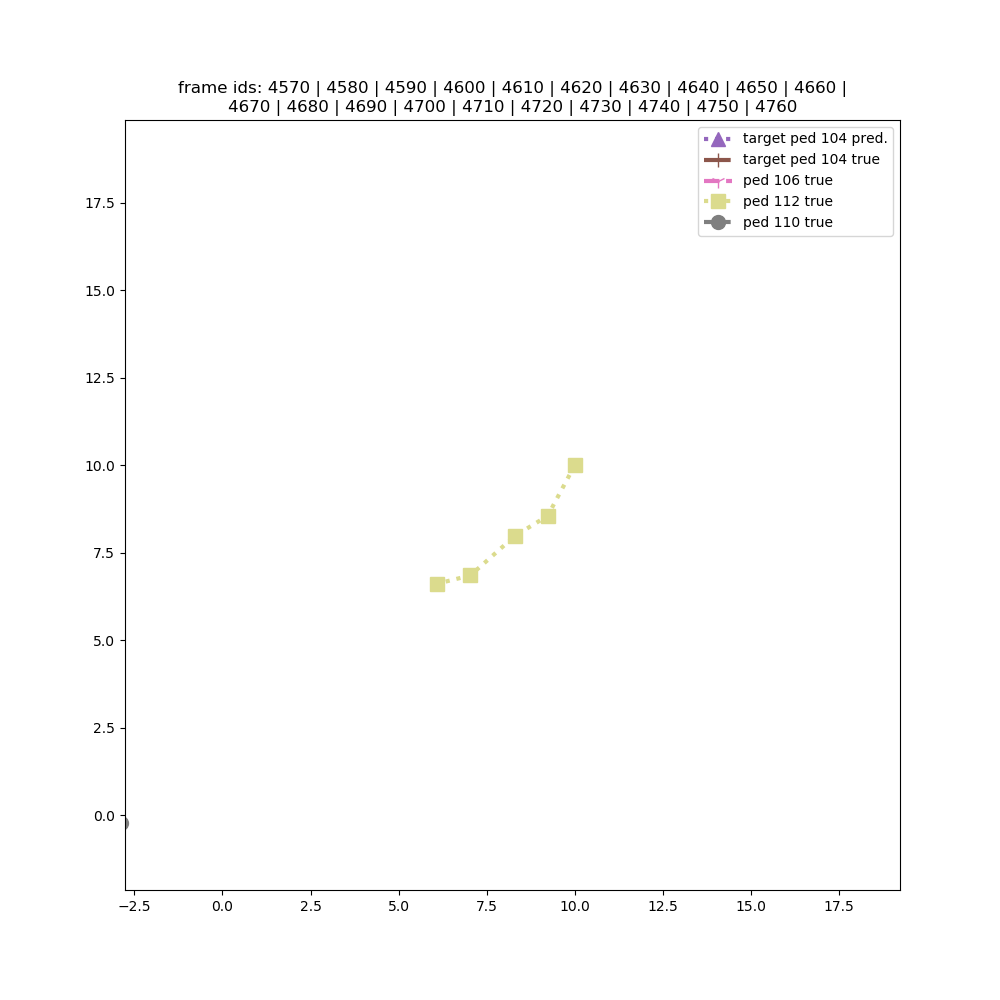 frame ids: 4570 | 4580 | 4590 | 4600 | 4610 | 4620 | 4630 | 4640 | 4650 | 4660 |
4670 | 4680 | 4690 | 4700 | 4710 | 4720 | 4730 | 4740 | 4750 | 4760
target ped 104 pred.
target ped 104 true
ped 106 true
ped 112 true
ped 110 true
17.5
15.0
12.5
10.0
7.5
5.0
2.5
0.0
−2.5 0.0 2.5 5.0 7.5 10.0 12.5 15.0 17.5